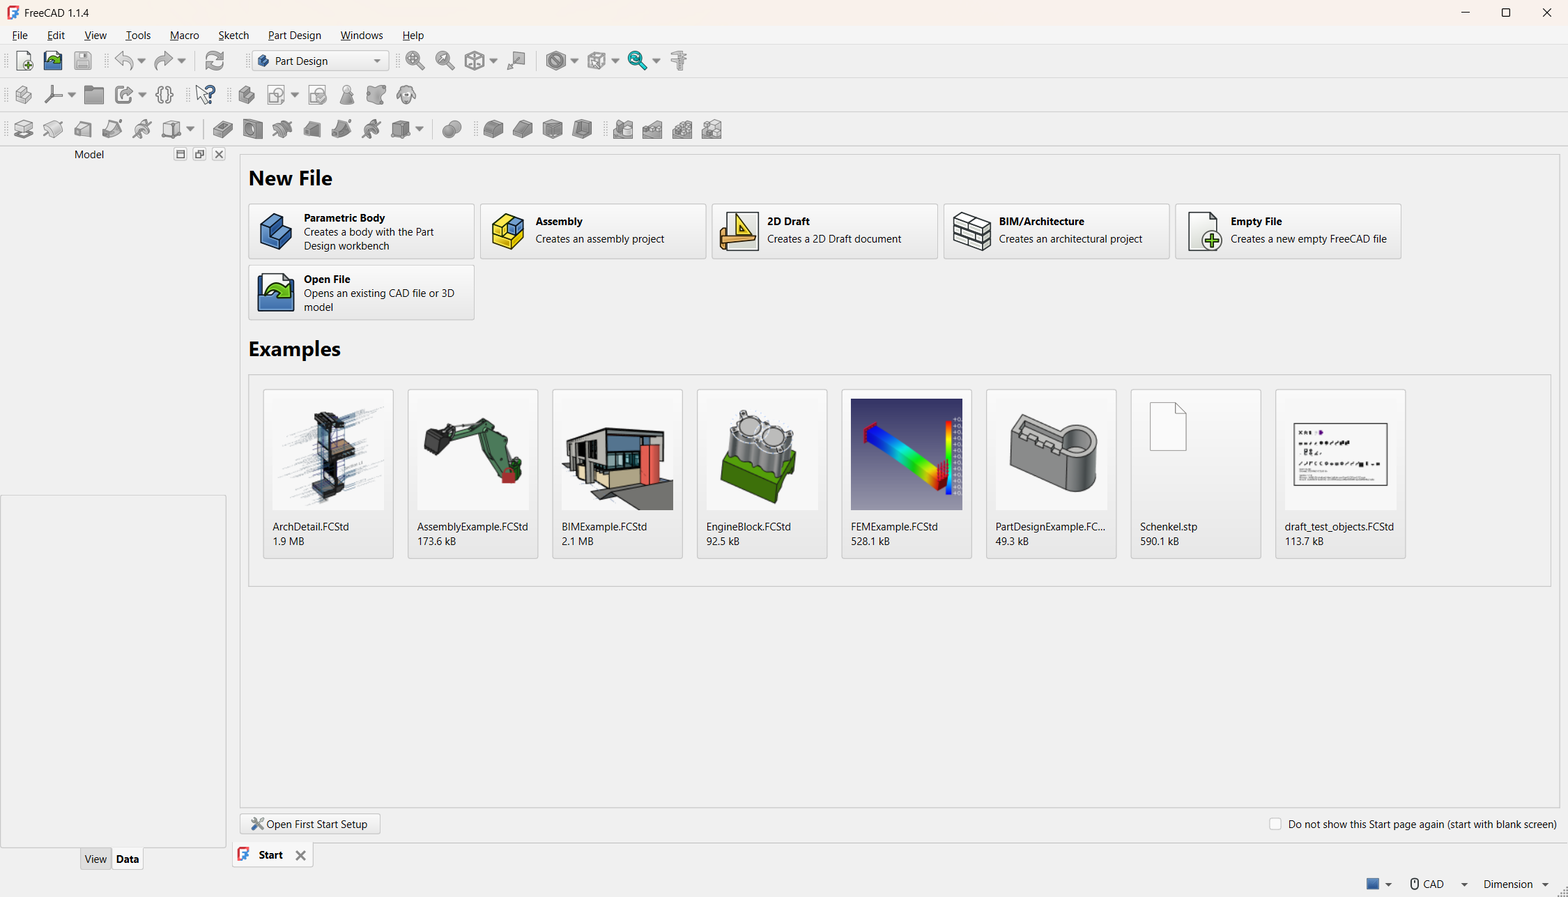 FreeCAD 1.1.4
File Edit View Tools Macro Sketch Part Design Windows Help
Part Design
Model
New File
Parametric Body
Creates a body with the Part
Design workbench
Assembly
Creates an assembly project
2D Draft
Creates a 2D Draft document
BIM/Architecture
Creates an architectural project
Empty File
Creates a new empty FreeCAD file
Open File
Opens an existing CAD file or 3D
model
Examples
ArchDetail.FCStd
1.9 MB
AssemblyExample.FCStd
173.6 kB
BIMExample.FCStd
2.1 MB
EngineBlock.FCStd
92.5 kB
FEMExample.FCStd
528.1 kB
PartDesignExample.FC...
49.3 kB
Schenkel.stp
590.1 kB
draft_test_objects.FCStd
113.7 kB
Open First Start Setup
Do not show this Start page again (start with blank screen)
View Data
Start
CAD
Dimension